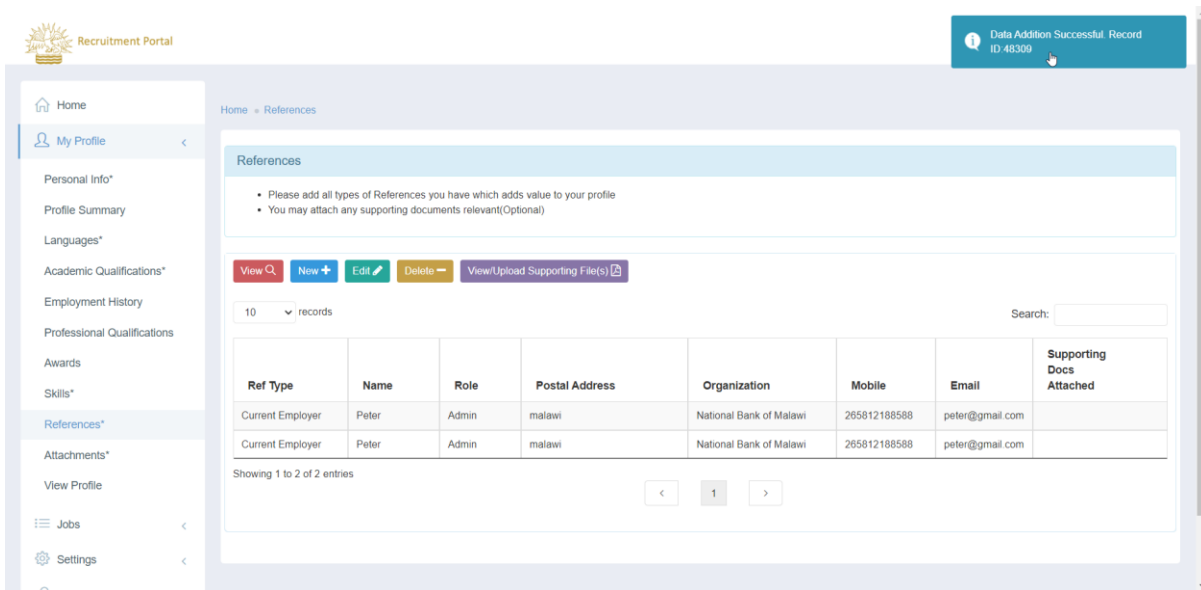 Recruitment Portal
Data Addition Successful. Record
ID:48309
Home
My Profile
Personal Info*
Profile Summary
Languages*
Academic Qualifications*
Employment History
Professional Qualifications
Awards
Skills*
References*
Attachments*
View Profile
Jobs
Settings
Home References
References
• Please add all types of References you have which adds value to your profile
• You may attach any supporting documents relevant(Optional)
View New Edit Delete View/Upload Supporting File(s)
10 records Search:
Ref Type Name Role Postal Address Organization Mobile Email Supporting Docs Attached
Current Employer Peter Admin malawi National Bank of Malawi 265812188588 peter@gmail.com
Current Employer Peter Admin malawi National Bank of Malawi 265812188588 peter@gmail.com
Showing 1 to 2 of 2 entries
< 1 >